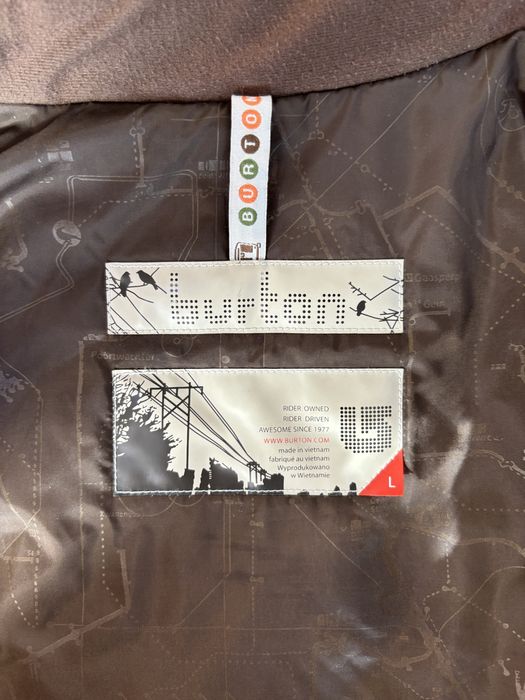 BURTON
burton
RIDER OWNED
RIDER DRIVEN
AWESOME SINCE 1977
WWW.BURTON.COM
made in vietnam
fabriqué au vietnam
Wyprodukowano
w Wietnamie
L